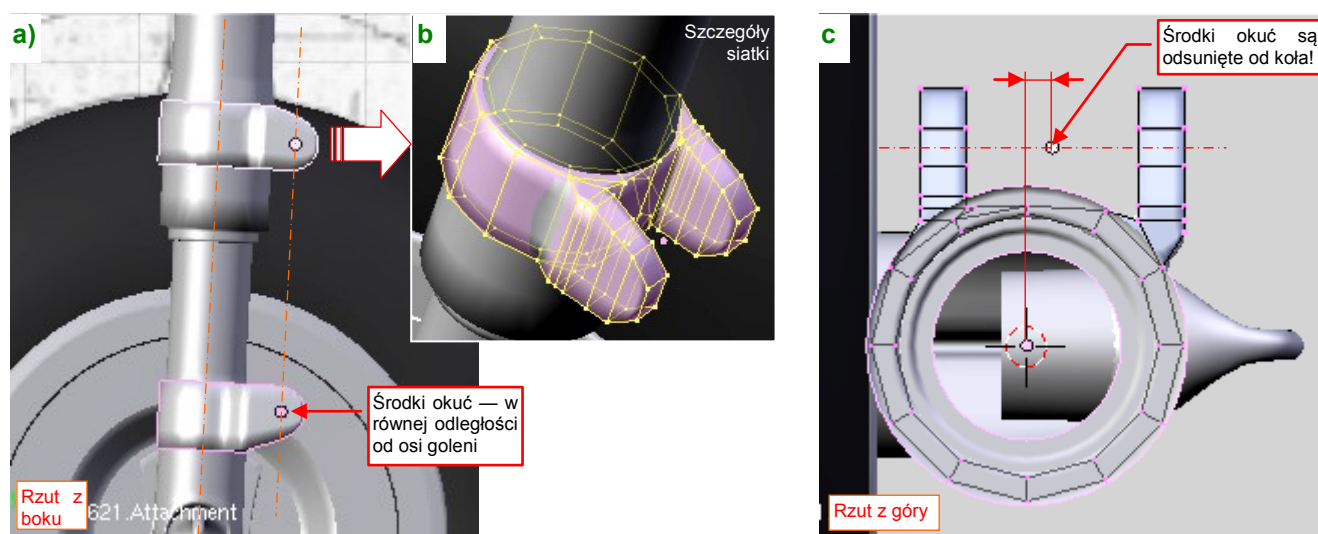 a)
b
Szczegóły
siatki
c
Środki okuć są
odsunięte od koła!
Środki okuć — w
równej odległości
od osi goleni
Rzut z
boku
621.Attachment
Rzut z góry